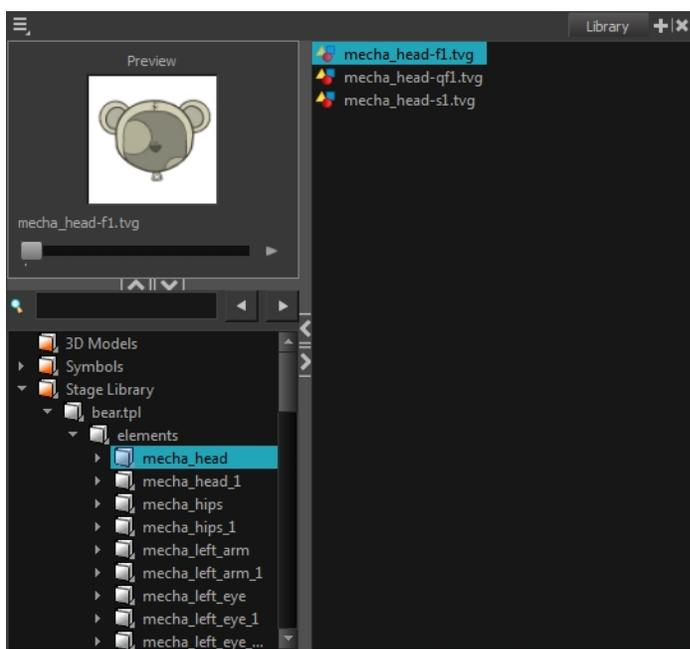 Library
Preview
mecha_head-f1.tvg
mecha_head-f1.tvg
mecha_head-qf1.tvg
mecha_head-s1.tvg
3D Models
Symbols
Stage Library
bear.tpl
elements
mecha_head
mecha_head_1
mecha_hips
mecha_hips_1
mecha_left_arm
mecha_left_arm_1
mecha_left_eye
mecha_left_eye_1
mecha_left_eye_...